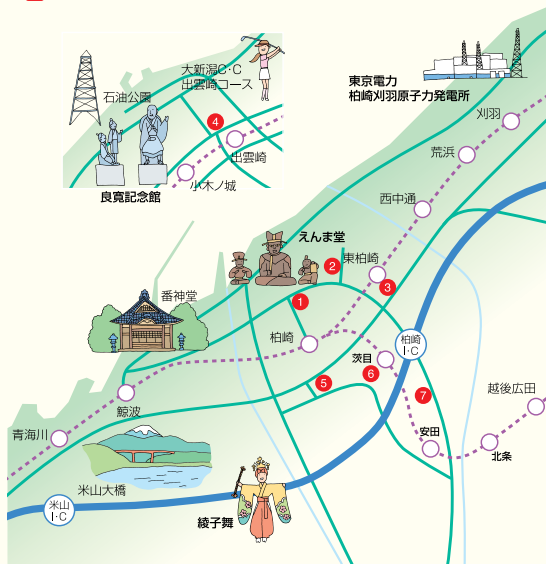 大新潟C・C
出雲崎コース
石油公園
4
出雲崎
小木ノ城
良寛記念館
東京電力
柏崎刈羽原子力発電所
刈羽
荒浜
西中通
えんま堂
2
東柏崎
3
番神堂
1
柏崎
柏崎
I・C
茨目
6
5
7
越後広田
鯨波
青海川
安田
北条
米山大橋
米山
I・C
綾子舞